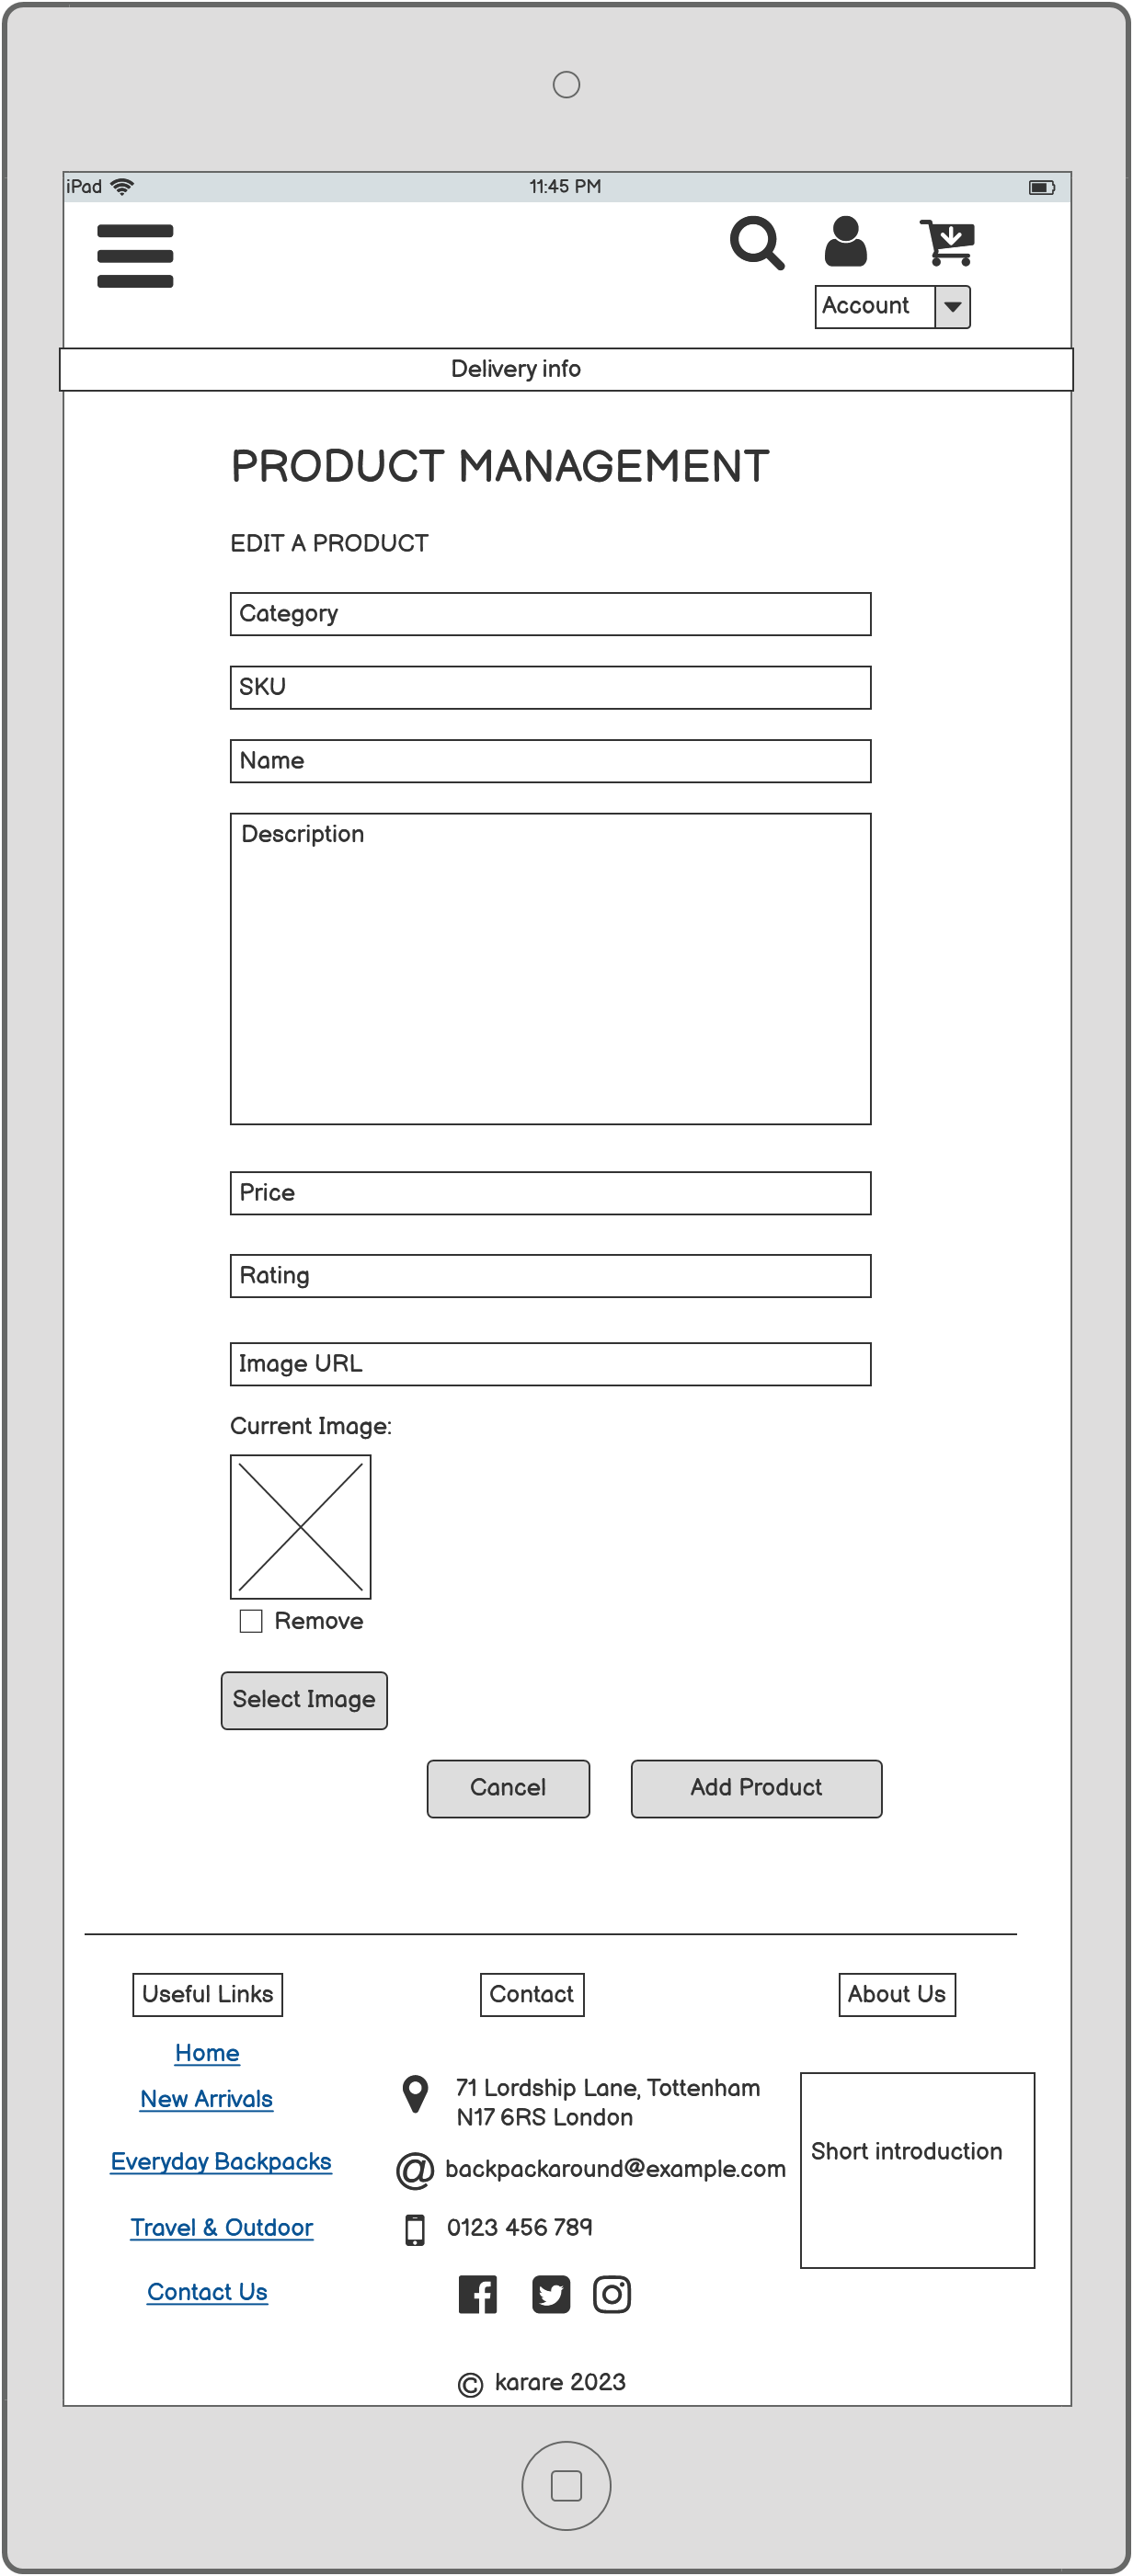 iPad
11:45 PM
Account
Delivery info
PRODUCT MANAGEMENT
EDIT A PRODUCT
Category
SKU
Name
Description
Price
Rating
Image URL
Current Image:
Remove
Select Image
Cancel
Add Product
Useful Links
Home
New Arrivals
Everyday Backpacks
Travel & Outdoor
Contact Us
Contact
71 Lordship Lane, Tottenham
N17 6RS London
@ backpackaround@example.com
0123 456 789
About Us
Short introduction
© karare 2023